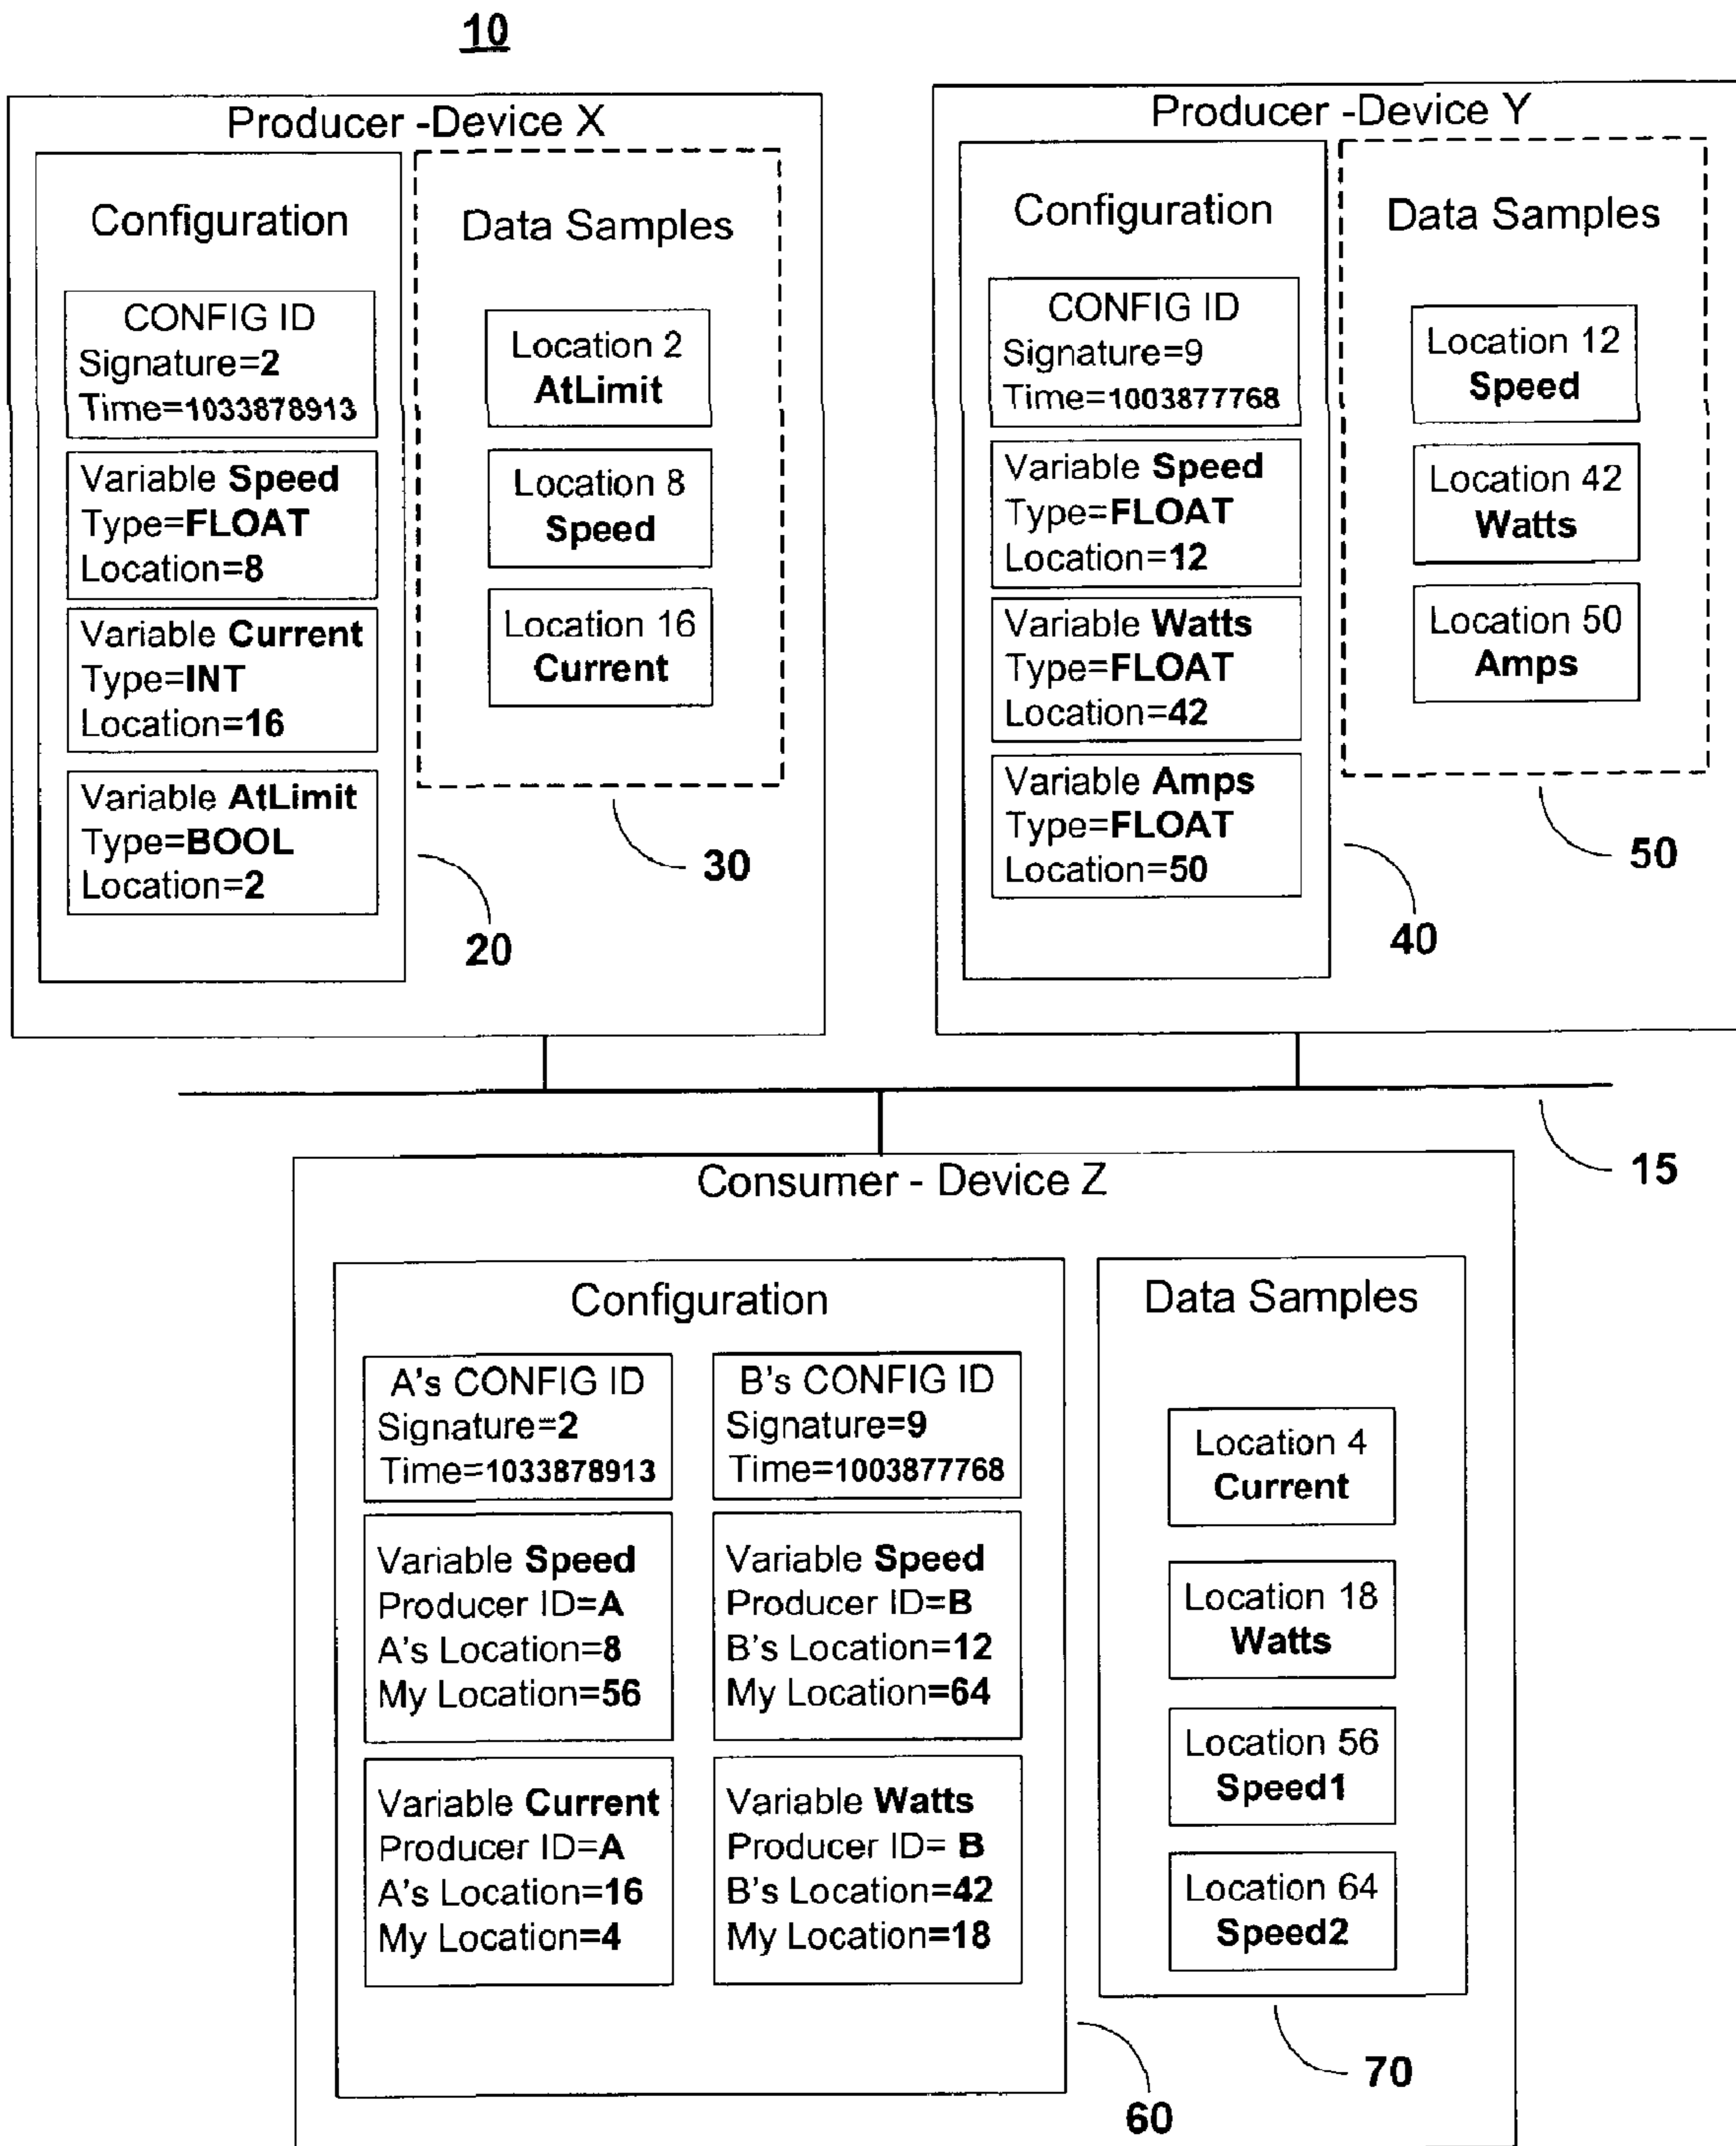 10
Producer -Device X
Configuration
CONFIG ID
Signature=2
Time=1033878913
Variable Speed
Type=FLOAT
Location=8
Variable Current
Type=INT
Location=16
Variable AtLimit
Type=BOOL
Location=2
20
Data Samples
Location 2
AtLimit
Location 8
Speed
Location 16
Current
30
Producer -Device Y
Configuration
CONFIG ID
Signature=9
Time=1003877768
Variable Speed
Type=FLOAT
Location=12
Variable Watts
Type=FLOAT
Location=42
Variable Amps
Type=FLOAT
Location=50
40
Data Samples
Location 12
Speed
Location 42
Watts
Location 50
Amps
50
15
Consumer - Device Z
Configuration
A's CONFIG ID
Signature=2
Time=1033878913
Variable Speed
Producer ID=A
A's Location=8
My Location=56
Variable Current
Producer ID=A
A's Location=16
My Location=4
B's CONFIG ID
Signature=9
Time=1003877768
Variable Speed
Producer ID=B
B's Location=12
My Location=64
Variable Watts
Producer ID= B
B's Location=42
My Location=18
60
Data Samples
Location 4
Current
Location 18
Watts
Location 56
Speed1
Location 64
Speed2
70